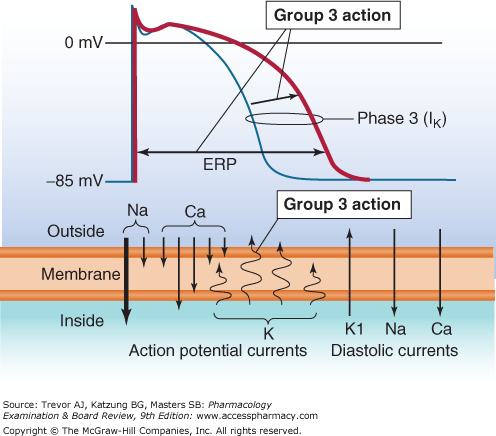 Group 3 action
0 mV
Phase 3 (IK)
ERP
–85 mV
Na
Ca
Group 3 action
Outside
Membrane
Inside
K
K1
Na
Ca
Action potential currents
Diastolic currents
Source: Trevor AJ, Katzung BG, Masters SB: Pharmacology
Examination & Board Review, 9th Edition: www.accesspharmacy.com
Copyright © The McGraw-Hill Companies, Inc. All rights reserved.